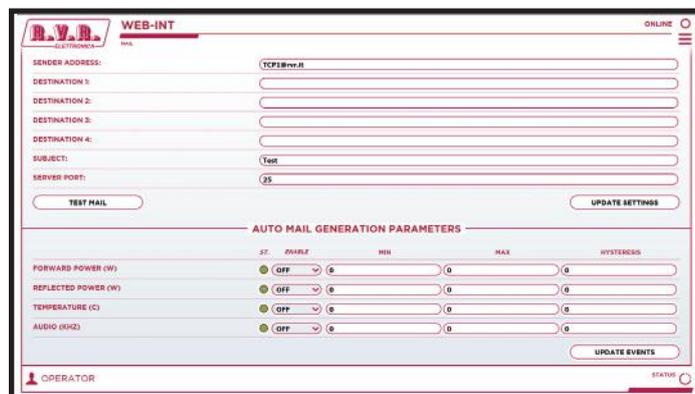 R.V.R. WEB-INT ONLINE
ELETTRONICA MAIL
SENDER ADDRESS: TCP1@rvr.it
DESTINATION 1:
DESTINATION 2:
DESTINATION 3:
DESTINATION 4:
SUBJECT: Test
SERVER PORT: 25
TEST MAIL UPDATE SETTINGS
AUTO MAIL GENERATION PARAMETERS
ST. ENABLE MIN MAX HYSTERESIS
FORWARD POWER (W) OFF 0 0 0
REFLECTED POWER (W) OFF 0 0 0
TEMPERATURE (C) OFF 0 0 0
AUDIO (KHZ) OFF 0 0 0
UPDATE EVENTS
OPERATOR STATUS